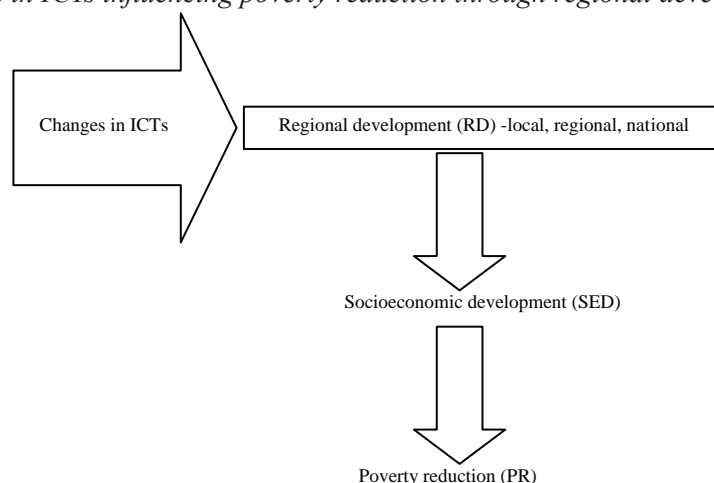 in ICTs influencing poverty reduction through regional
Changes in ICTs
Regional development (RD) -local, regional, national
Socioeconomic development (SED)
Poverty reduction (PR)